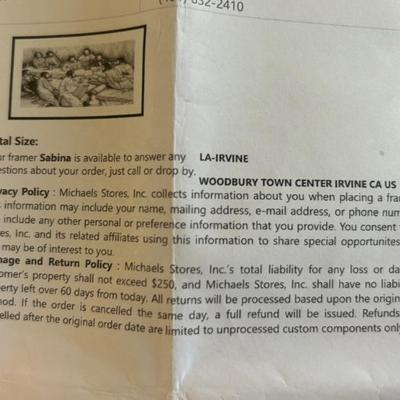 632-2410
tal Size:
ur framer Sabina is available to answer any LA-IRVINE
estions about your order, just call or drop by.
WOODBURY TOWN CENTER IRVINE CA US
vacy Policy : Michaels Stores, Inc. collects information about you when placing a fram
s information may include your name, mailing address, e-mail address, or phone num
include any other personal or preference information that you provide. You consent t
es, Inc. and its related affiliates using this information to share special opportunites
may be of interest to you.
mage and Return Policy : Michaels Stores, Inc.'s total liability for any loss or da
omer's property shall not exceed $250, and Michaels Stores, Inc. shall have no liabi
perty left over 60 days from today. All returns will be processed based upon the origin
hod. If the order is cancelled the same day, a full refund will be issued. Refunds
elled after the original order date are limited to unprocessed custom components only